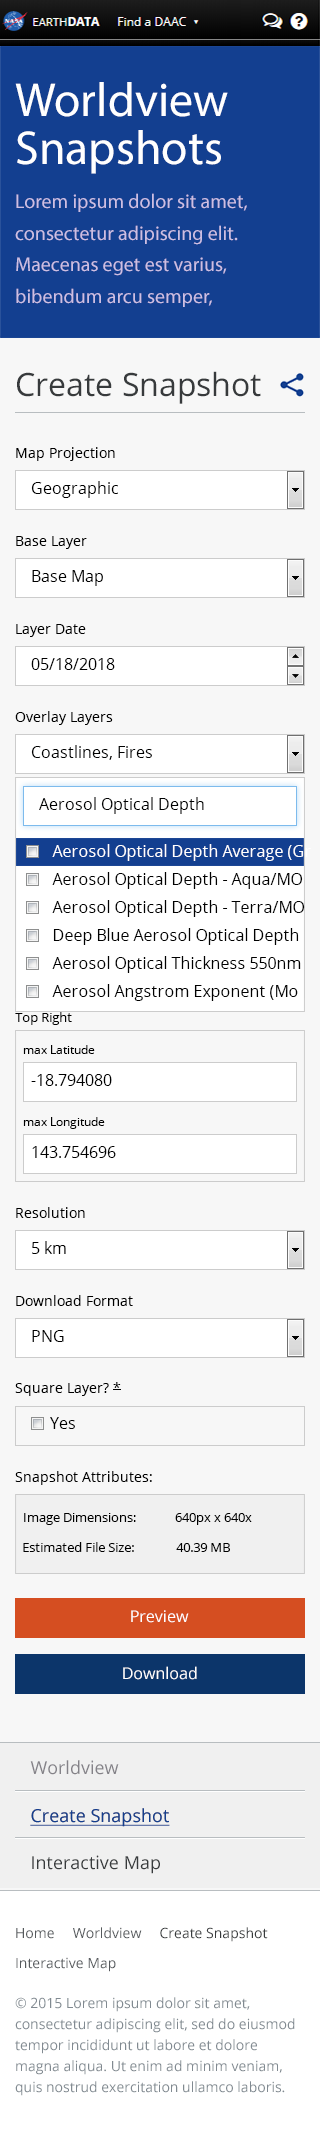 NASA EARTHDATA Find a DAAC
Worldview
Snapshots
Lorem ipsum dolor sit amet,
consectetur adipiscing elit.
Maecenas eget est varius,
bibendum arcu semper,
Create Snapshot
Map Projection
Geographic
Base Layer
Base Map
Layer Date
05/18/2018
Overlay Layers
Coastlines, Fires
Aerosol Optical Depth
Aerosol Optical Depth Average (G
Aerosol Optical Depth - Aqua/MO
Aerosol Optical Depth - Terra/MO
Deep Blue Aerosol Optical Depth
Aerosol Optical Thickness 550nm
Aerosol Angstrom Exponent (Mo
Top Right
max Latitude
-18.794080
max Longitude
143.754696
Resolution
5 km
Download Format
PNG
Square Layer? *
Yes
Snapshot Attributes:
Image Dimensions: 640px x 640x
Estimated File Size: 40.39 MB
Preview
Download
Worldview
Create Snapshot
Interactive Map
Home Worldview Create Snapshot
Interactive Map
© 2015 Lorem ipsum dolor sit amet,
consectetur adipiscing elit, sed do eiusmod
tempor incididunt ut labore et dolore
magna aliqua. Ut enim ad minim veniam,
quis nostrud exercitation ullamco laboris.